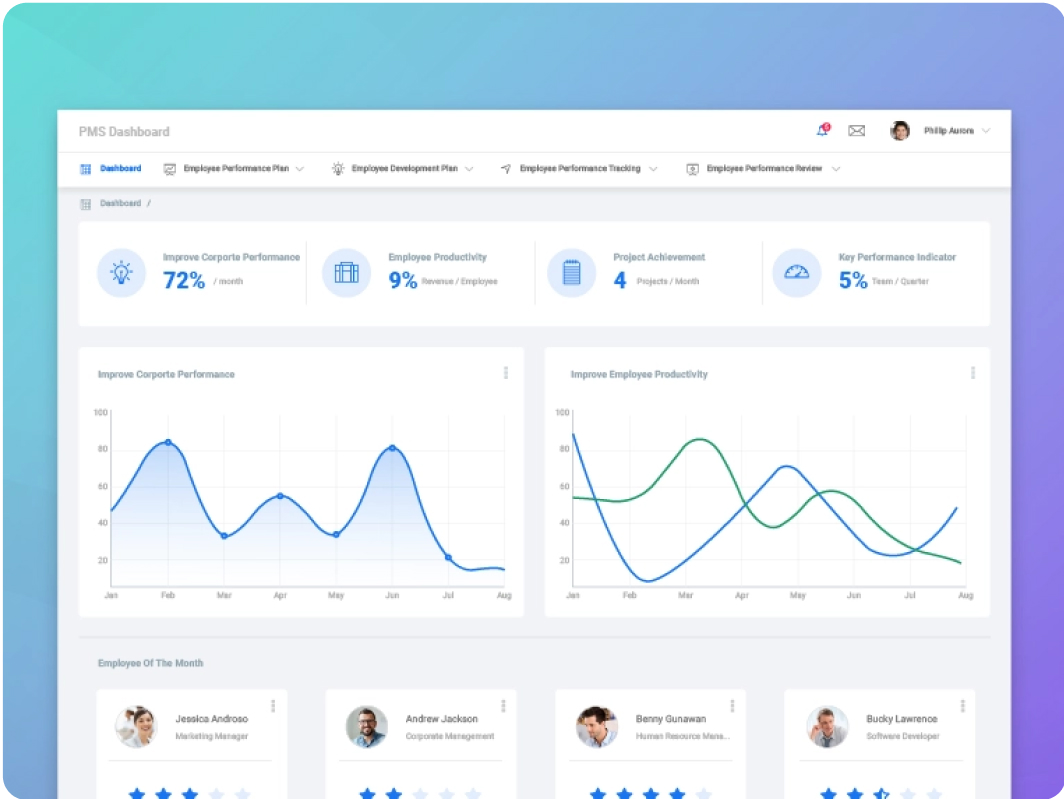 PMS Dashboard
6
Phillip Aurora
Dashboard
Employee Performance Plan
Employee Development Plan
Employee Performance Tracking
Employee Performance Review
Dashboard /
Improve Corporte Performance
72% / month
Employee Productivity
9% Revenue / Employee
Project Achievement
4 Projects / Month
Key Performance Indicator
5% Team / Quarter
Improve Corporte Performance
100
80
60
40
20
Jan Feb Mar Apr May Jun Jul Aug
Improve Employee Productivity
100
80
60
40
20
Jan Feb Mar Apr May Jun Jul Aug
Employee Of The Month
Jessica Androso
Marketing Manager
Andrew Jackson
Corporate Management
Benny Gunawan
Human Resource Mana...
Bucky Lawrence
Software Developer